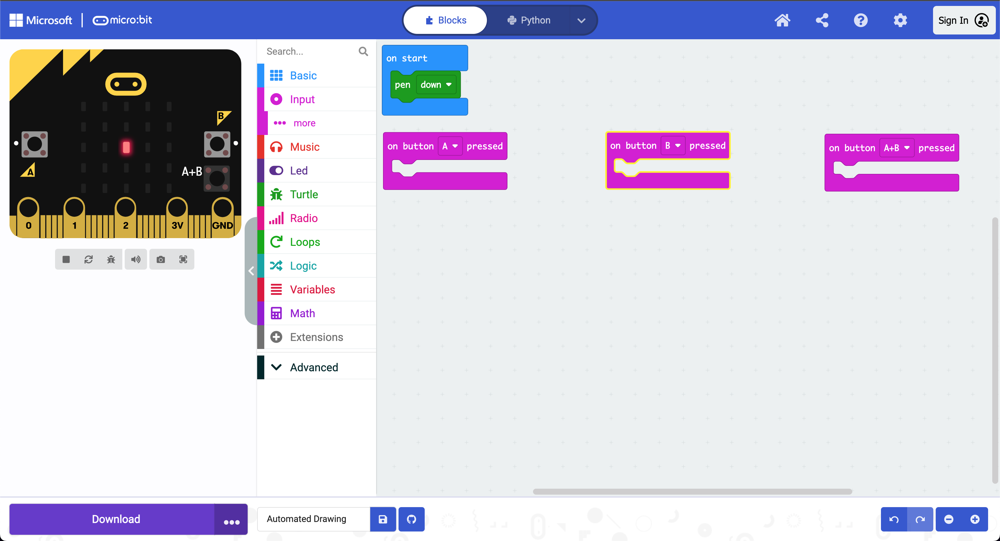 Microsoft | micro:bit
Blocks
Python
Sign In
B
A
A+B
0 1 2 3V GND
Search...
Basic
Input
more
Music
Led
Turtle
Radio
Loops
Logic
Variables
Math
Extensions
Advanced
on start
pen down
on button A pressed
on button B pressed
on button A+B pressed
Download
Automated Drawing